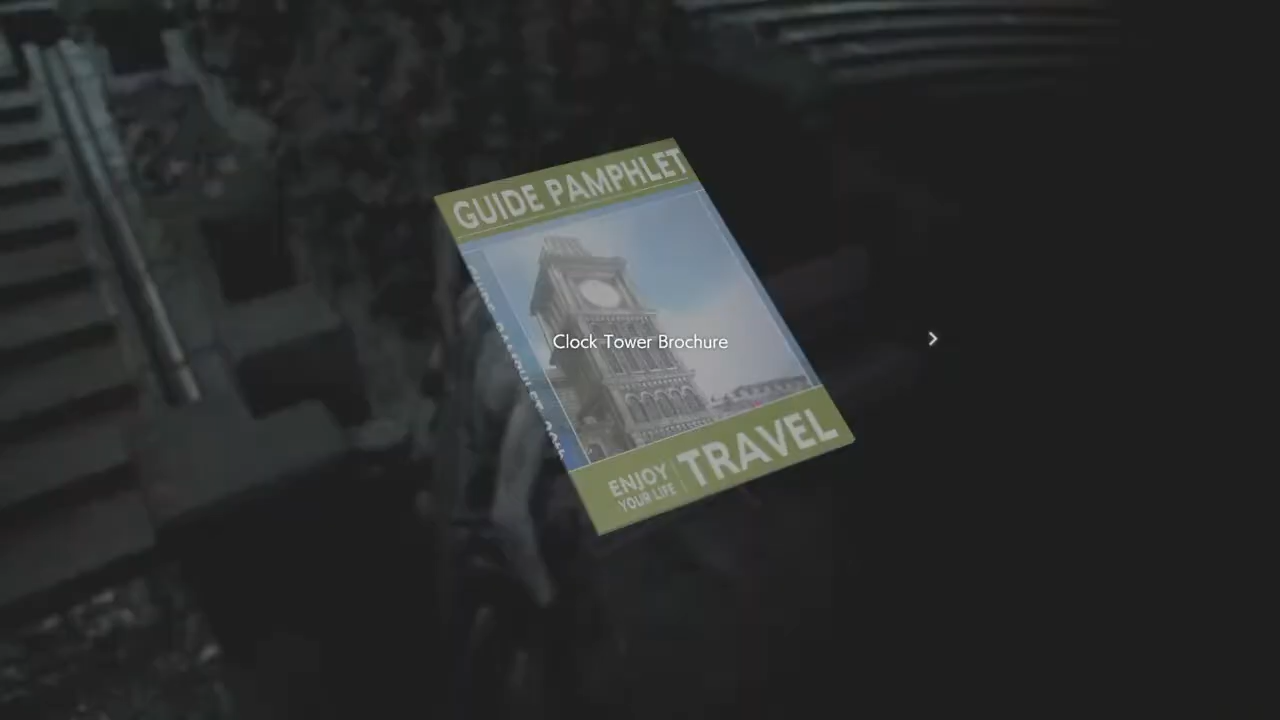 GUIDE PAMPHLET
Clock Tower Brochure
ENJOY
YOUR LIFE
TRAVEL